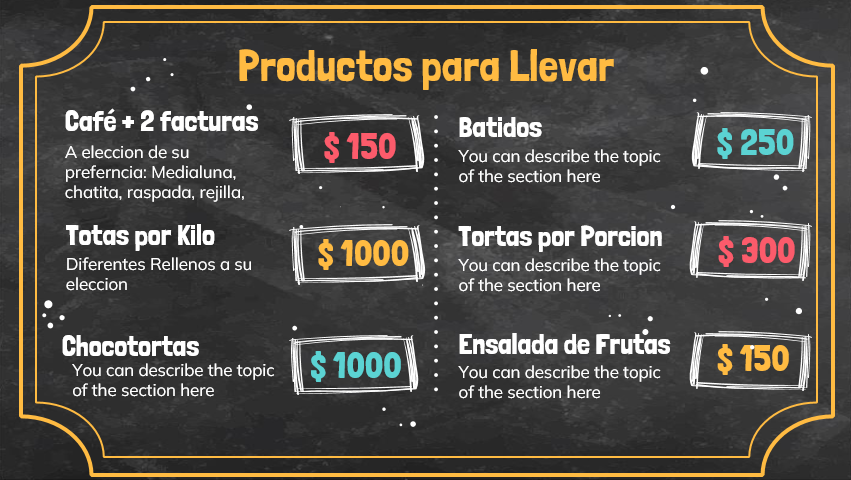 Productos para Llevar
Café + 2 facturas
$ 150
A eleccion de su
preferncia: Medialuna,
chatita, raspada, rejilla,
Totas por Kilo
$ 1000
Diferentes Rellenos a su
eleccion
Chocotortas
$ 1000
You can describe the topic
of the section here
Batidos
$ 250
You can describe the topic
of the section here
Tortas por Porcion
$ 300
You can describe the topic
of the section here
Ensalada de Frutas
$ 150
You can describe the topic
of the section here